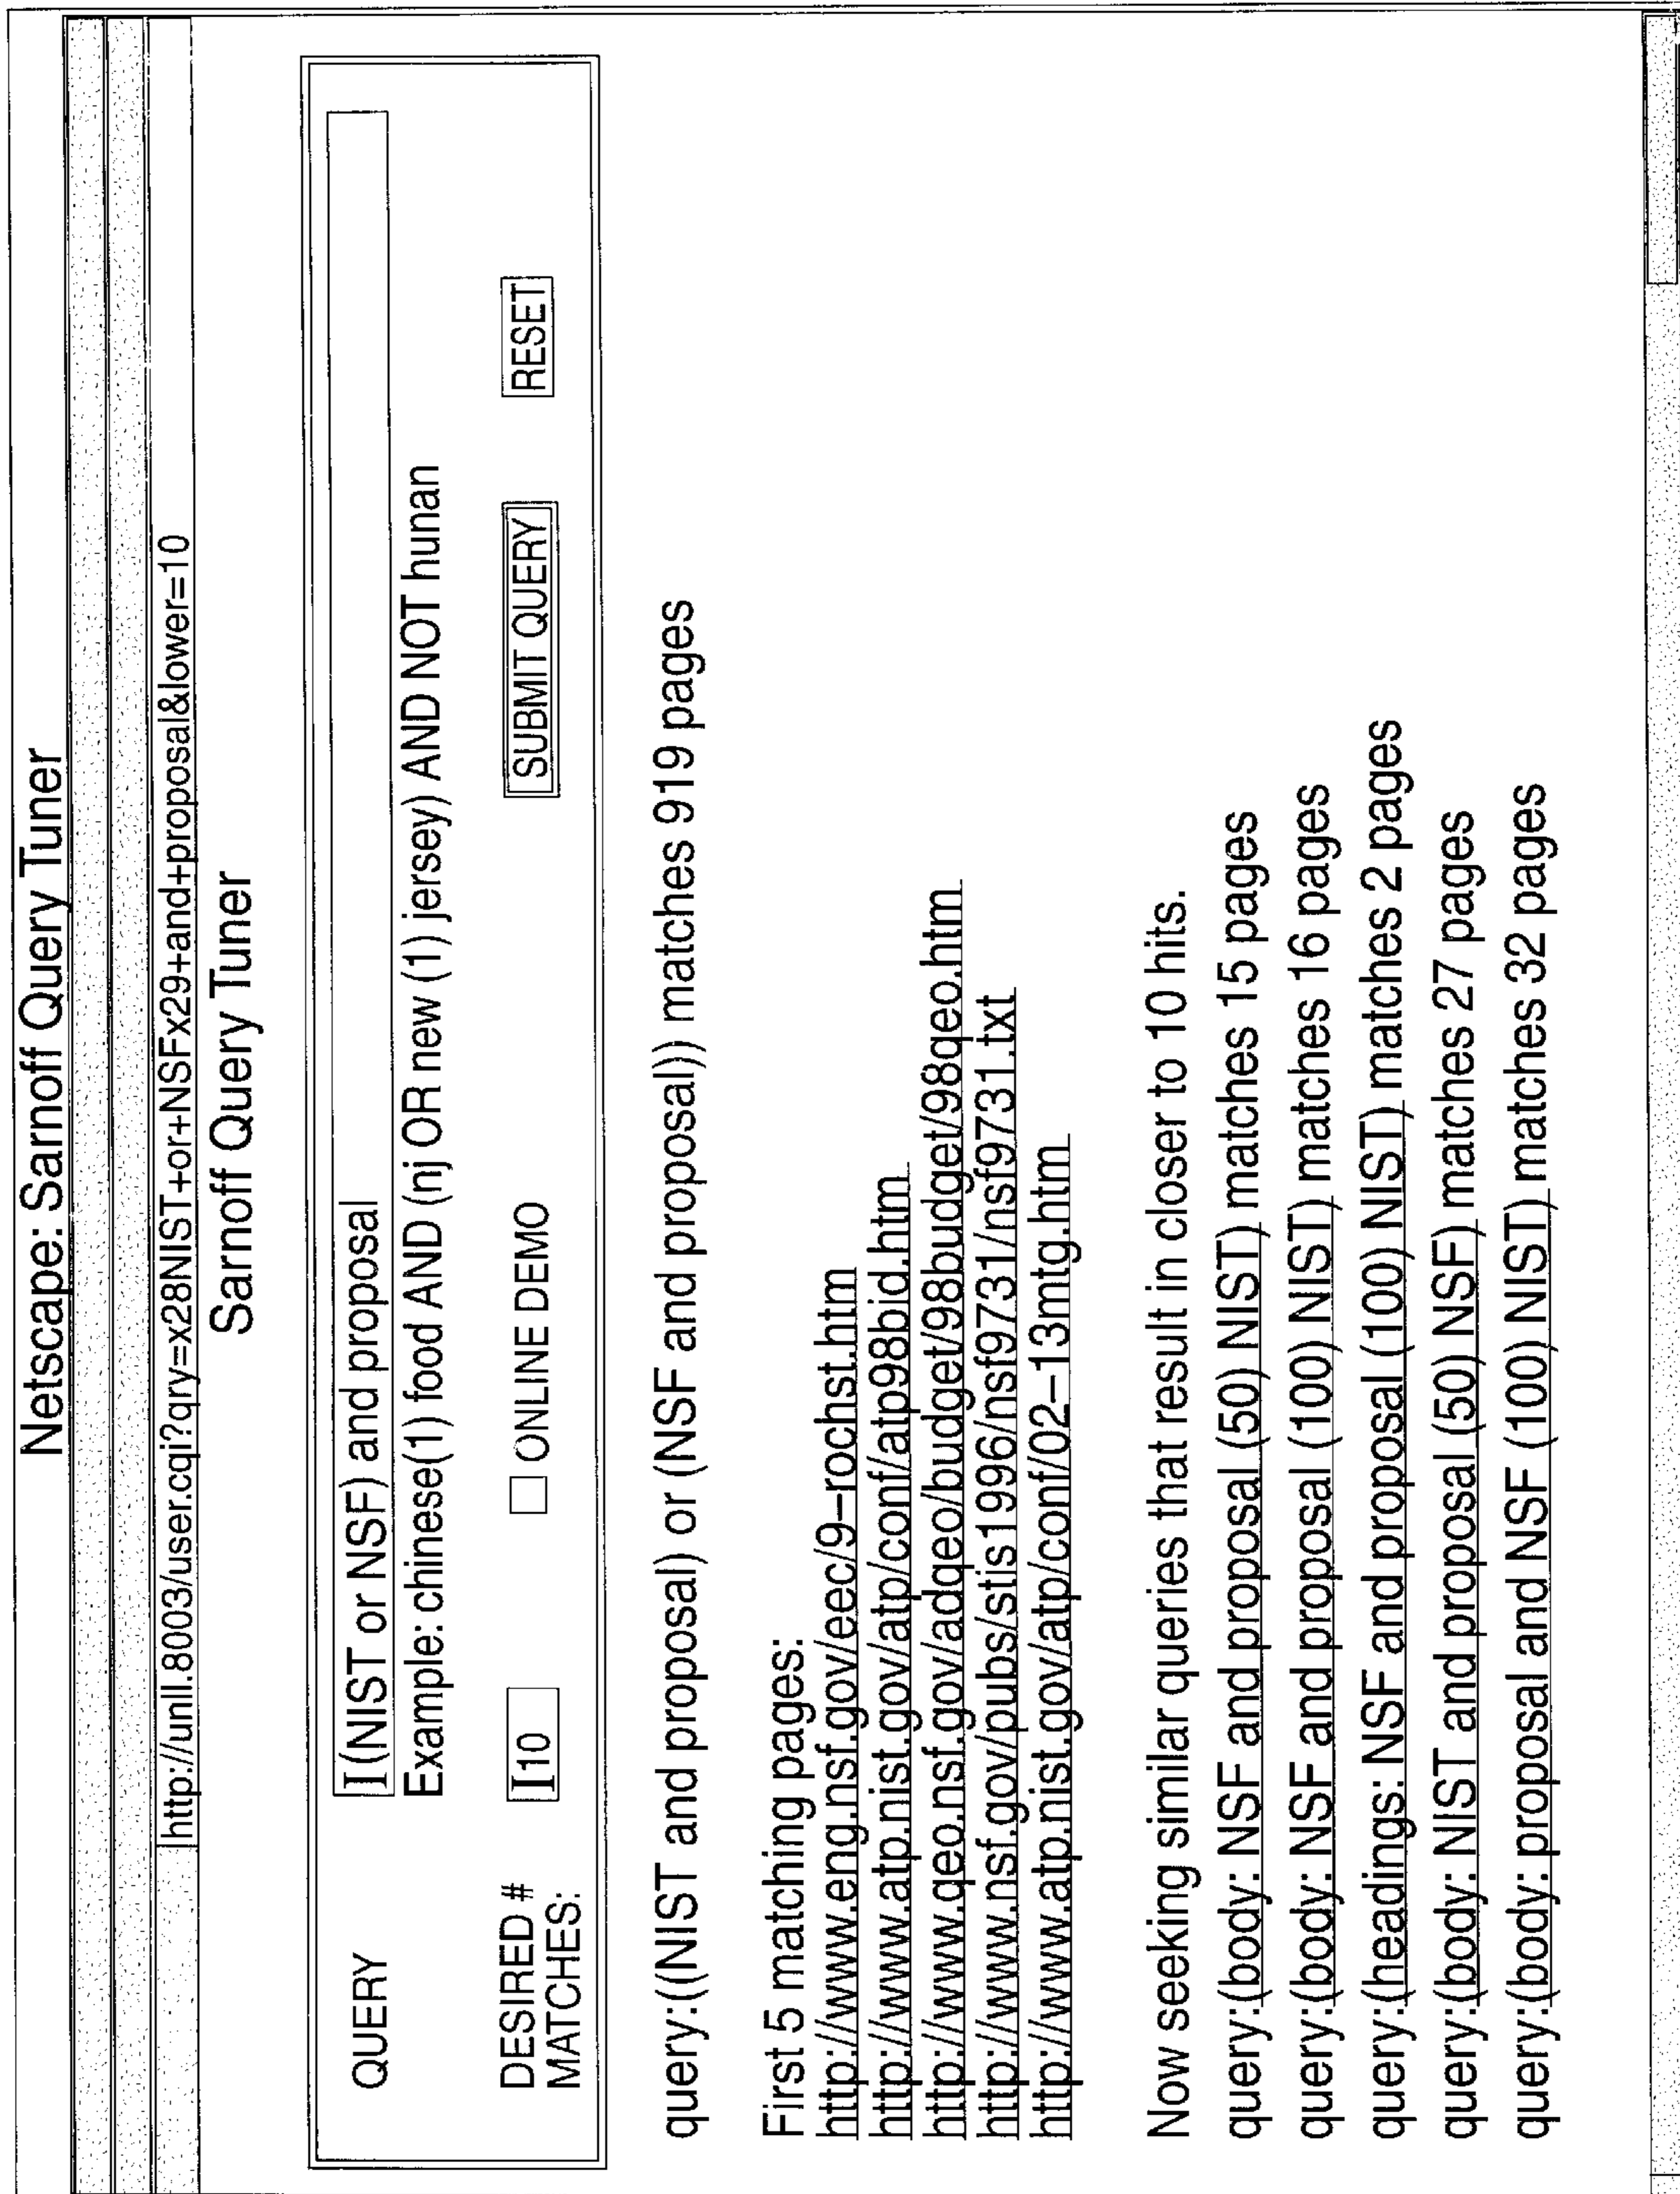 Netscape: Sarnoff Query Tuner
http://unll.8003/user.cqi?qry=x28NIST+or+NSFx29+and+proposal&lower=10
Sarnoff Query Tuner
QUERY (NIST or NSF) and proposal
Example: chinese(1) food AND (nj OR new (1) jersey) AND NOT hunan
DESIRED # MATCHES: 10 ONLINE DEMO SUBMIT QUERY RESET
query:((NIST and proposal) or (NSF and proposal)) matches 919 pages
First 5 matching pages:
http://www.eng.nsf.gov/eec/9–rochst.htm
http://www.atp.nist.gov/atp/conf/atp98bid.htm
http://www.qeo.nsf.gov/adqeo/budget/98budget/98qeo.htm
http://www.nsf.gov/pubs/stis1996/nsf9731/nsf9731.txt
http://www.atp.nist.gov/atp/conf/02–13mtg.htm
Now seeking similar queries that result in closer to 10 hits.
query:(body: NSF and proposal (50) NIST) matches 15 pages
query:(body: NSF and proposal (100) NIST) matches 16 pages
query:(headings: NSF and proposal (100) NIST) matches 2 pages
query:(body: NIST and proposal (50) NSF) matches 27 pages
query:(body: proposal and NSF (100) NIST) matches 32 pages